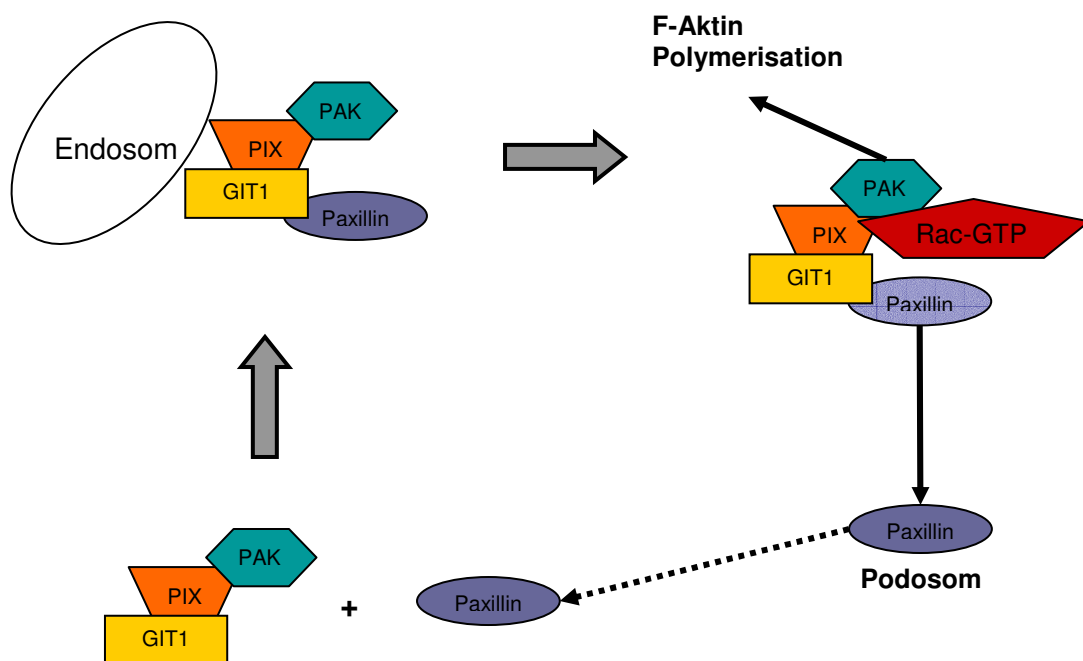 F-Aktin
Polymerisation
PAK
Endosom
PIX
GIT1
Paxillin
PAK
PIX
Rac-GTP
GIT1
Paxillin
PAK
PIX
GIT1
+
Paxillin
Paxillin
Podosom